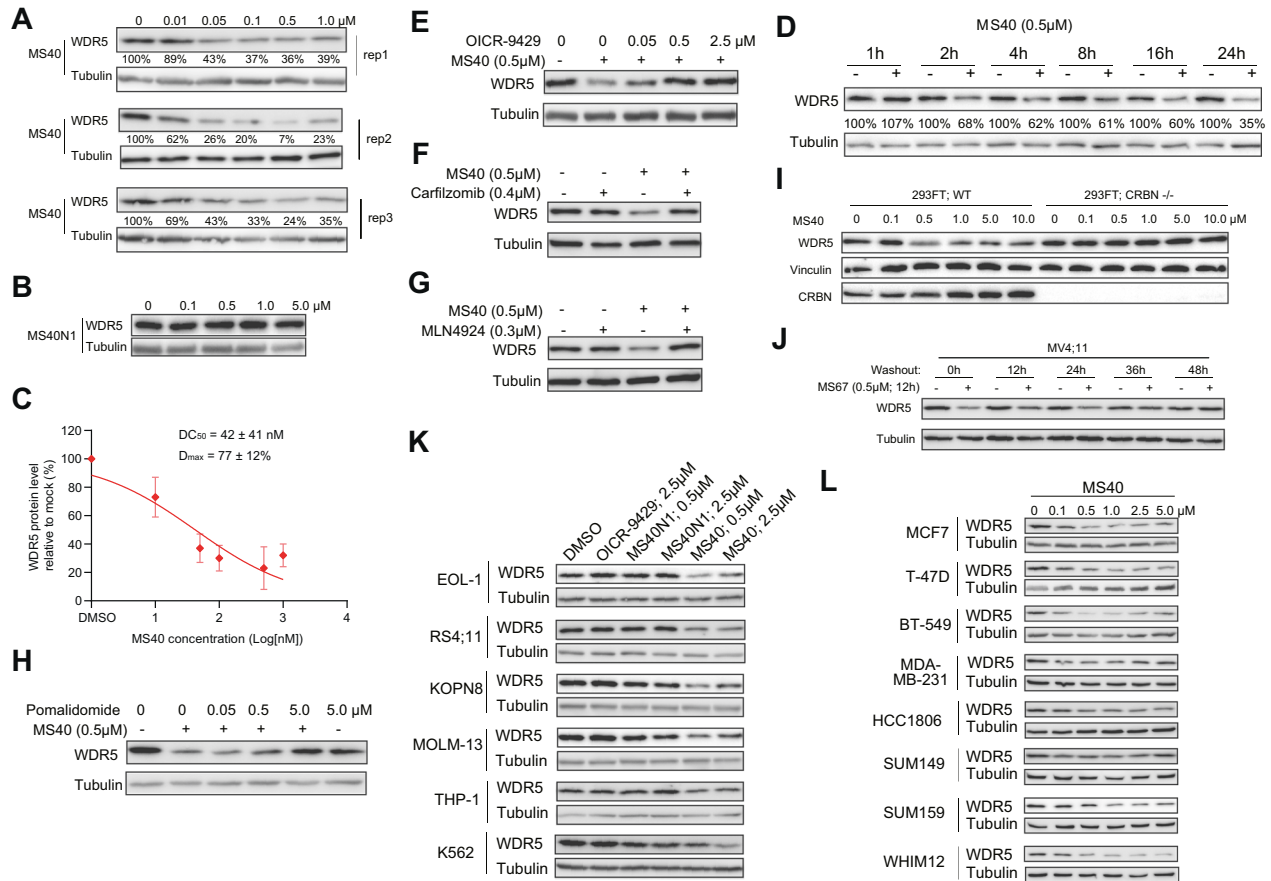 A
0 0.01 0.05 0.1 0.5 1.0 μM
MS40 WDR5 rep1
100% 89% 43% 37% 36% 39%
Tubulin
MS40 WDR5 rep2
100% 62% 26% 20% 7% 23%
Tubulin
MS40 WDR5 rep3
100% 69% 43% 33% 24% 35%
Tubulin
B
0 0.1 0.5 1.0 5.0 μM
MS40N1 WDR5
Tubulin
C
DC50 = 42 ± 41 nM
Dmax = 77 ± 12%
WDR5 protein level
relative to mock (%)
120
100
80
60
40
20
0
DMSO 1 2 3 4
MS40 concentration (Log[nM])
H
Pomalidomide 0 0 0.05 0.5 5.0 5.0 μM
MS40 (0.5μM) - + + + + -
WDR5
Tubulin
E
OICR-9429 0 0 0.05 0.5 2.5 μM
MS40 (0.5μM) - + + + +
WDR5
Tubulin
F
MS40 (0.5μM) - - + +
Carfilzomib (0.4μM) - + - +
WDR5
Tubulin
G
MS40 (0.5μM) - - + +
MLN4924 (0.3μM) - + - +
WDR5
Tubulin
K
DMSO
OICR-9429; 2.5μM
MS40N1; 0.5μM
MS40N1; 2.5μM
MS40; 0.5μM
MS40; 2.5μM
EOL-1 WDR5
Tubulin
RS4;11 WDR5
Tubulin
KOPN8 WDR5
Tubulin
MOLM-13 WDR5
Tubulin
THP-1 WDR5
Tubulin
K562 WDR5
Tubulin
D
MS40 (0.5μM)
1h 2h 4h 8h 16h 24h
- + - + - + - + - + - +
WDR5
100% 107% 100% 68% 100% 62% 100% 61% 100% 60% 100% 35%
Tubulin
I
293FT; WT 293FT; CRBN -/-
MS40 0 0.1 0.5 1.0 5.0 10.0 0 0.1 0.5 1.0 5.0 10.0 μM
WDR5
Vinculin
CRBN
J
MV4;11
Washout: 0h 12h 24h 36h 48h
MS67 (0.5μM; 12h) - + - + - + - + - +
WDR5
Tubulin
L
MS40
0 0.1 0.5 1.0 2.5 5.0 μM
MCF7 WDR5
Tubulin
T-47D WDR5
Tubulin
BT-549 WDR5
Tubulin
MDA-
MB-231 WDR5
Tubulin
HCC1806 WDR5
Tubulin
SUM149 WDR5
Tubulin
SUM159 WDR5
Tubulin
WHIM12 WDR5
Tubulin